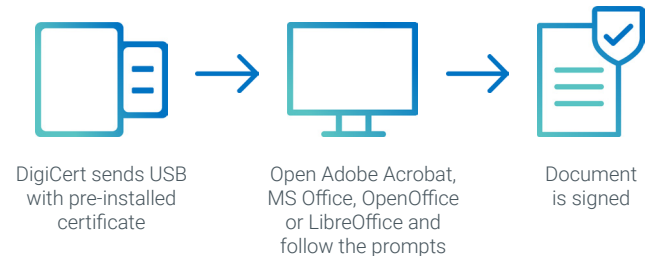 DigiCert sends USB
with pre-installed
certificate
Open Adobe Acrobat,
MS Office, OpenOffice
or LibreOffice and
follow the prompts
Document
is signed